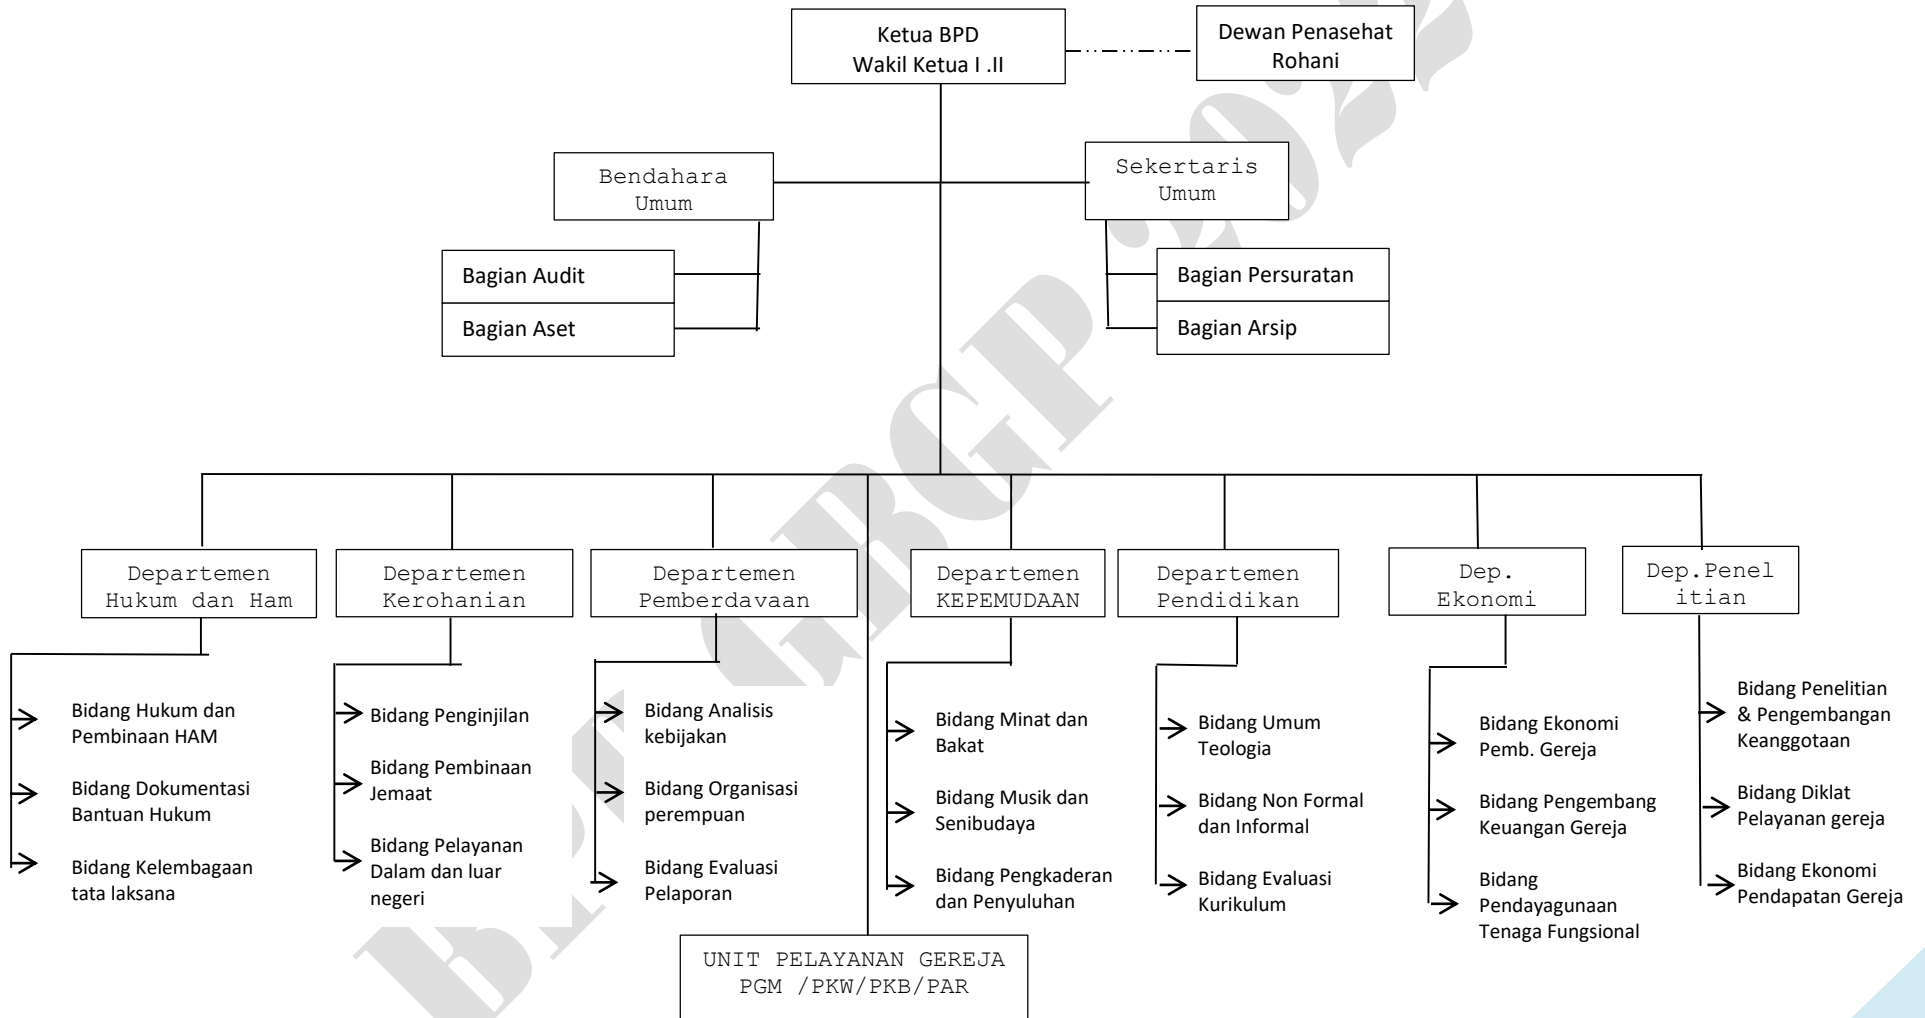 Ketua BPD
Wakil Ketua I .II
Dewan Penasehat
Rohani
Bendahara
Umum
Sekertaris
Umum
Bagian Audit
Bagian Aset
Bagian Persuratan
Bagian Arsip
Departemen
Hukum dan Ham
Departemen
Kerohanian
Departemen
Pemberdavaan
Departemen
KEPEMUDAAN
Departemen
Pendidikan
Dep.
Ekonomi
Dep.Penel
itian
Bidang Hukum dan
Pembinaan HAM
Bidang Dokumentasi
Bantuan Hukum
Bidang Kelembagaan
tata laksana
Bidang Penginjilan
Bidang Pembinaan
Jemaat
Bidang Pelayanan
Dalam dan luar
negeri
Bidang Analisis
kebijakan
Bidang Organisasi
perempuan
Bidang Evaluasi
Pelaporan
Bidang Minat dan
Bakat
Bidang Musik dan
Senibudaya
Bidang Pengkaderan
dan Penyuluhan
Bidang Umum
Teologia
Bidang Non Formal
dan Informal
Bidang Evaluasi
Kurikulum
Bidang Ekonomi
Pemb. Gereja
Bidang Pengembang
Keuangan Gereja
Bidang
Pendayagunaan
Tenaga Fungsional
Bidang Penelitian
& Pengembangan
Keanggotaan
Bidang Diklat
Pelayanan gereja
Bidang Ekonomi
Pendapatan Gereja
UNIT PELAYANAN GEREJA
PGM /PKW/PKB/PAR
GBGP 2022